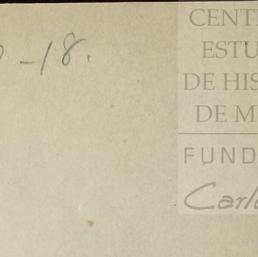 -18.
CENT
ESTU
DE HIS
DE M
FUND
Carl